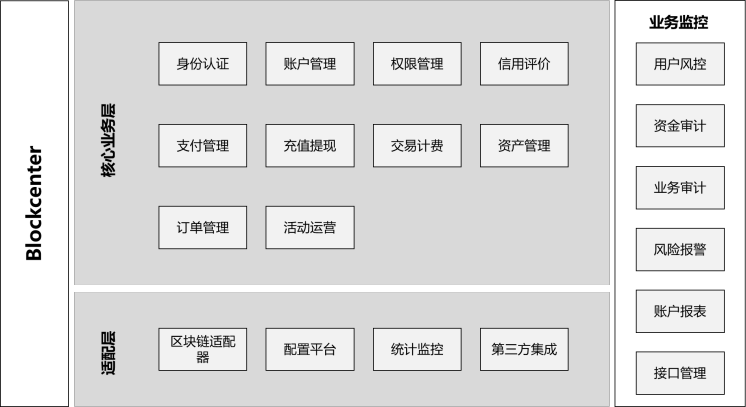 Blockcenter
核心业务层
身份认证
账户管理
权限管理
信用评价
支付管理
充值提现
交易计费
资产管理
订单管理
活动运营
适配层
区块链适配
器
配置平台
统计监控
第三方集成
业务监控
用户风控
资金审计
业务审计
风险报警
账户报表
接口管理